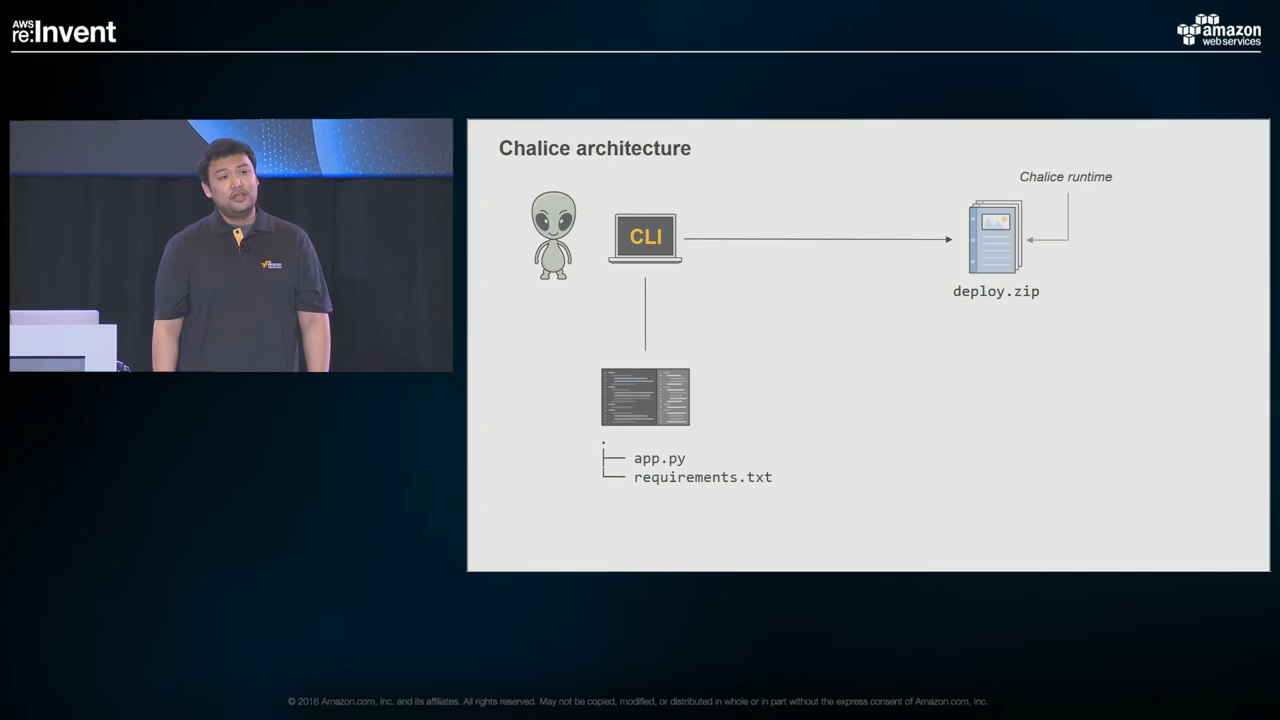 AWS
re:Invent
amazon
web services
Chalice architecture
Chalice runtime
CLI
deploy.zip
.
├── app.py
└── requirements.txt
© 2016 Amazon.com, Inc. and its affiliates. All rights reserved. May not be copied, modified, or distributed in whole or in part without the express consent of Amazon.com, Inc.